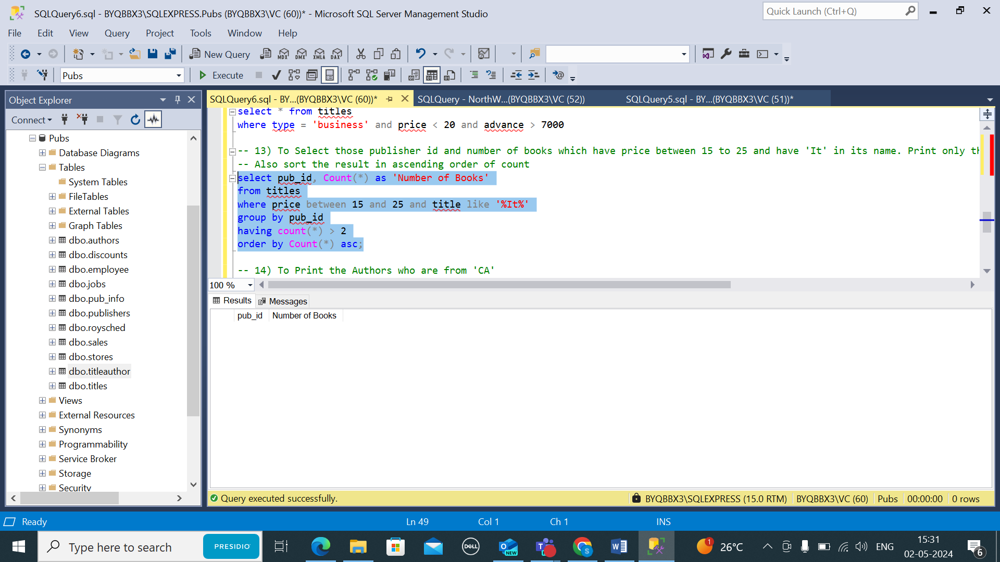 SQLQuery6.sql - BYQBBX3\SQLEXPRESS.Pubs (BYQBBX3\VC (60))* - Microsoft SQL Server Management Studio
Quick Launch (Ctrl+Q)
File Edit View Query Project Tools Window Help
New Query MDX DMX XMLA DAX
Pubs Execute
Object Explorer
Connect
Pubs
Database Diagrams
Tables
System Tables
FileTables
External Tables
Graph Tables
dbo.authors
dbo.discounts
dbo.employee
dbo.jobs
dbo.pub_info
dbo.publishers
dbo.roysched
dbo.sales
dbo.stores
dbo.titleauthor
dbo.titles
Views
External Resources
Synonyms
Programmability
Service Broker
Storage
Security
SQLQuery6.sql - BY...(BYQBBX3\VC (60))* SQLQuery - NorthW...(BYQBBX3\VC (52)) SQLQuery5.sql - BY...(BYQBBX3\VC (51))*
select * from titles
where type = 'business' and price < 20 and advance > 7000
-- 13) To Select those publisher id and number of books which have price between 15 to 25 and have 'It' in its name. Print only th
-- Also sort the result in ascending order of count
select pub_id, Count(*) as 'Number of Books'
from titles
where price between 15 and 25 and title like '%It%'
group by pub_id
having count(*) > 2
order by Count(*) asc;
-- 14) To Print the Authors who are from 'CA'
100 %
Results Messages
pub_id Number of Books
Query executed successfully. BYQBBX3\SQLEXPRESS (15.0 RTM) BYQBBX3\VC (60) Pubs 00:00:00 0 rows
Ready Ln 49 Col 1 Ch 1 INS
Type here to search PRESIDIO DELL NEW 1 26°C ENG 15:31
02-05-2024 6